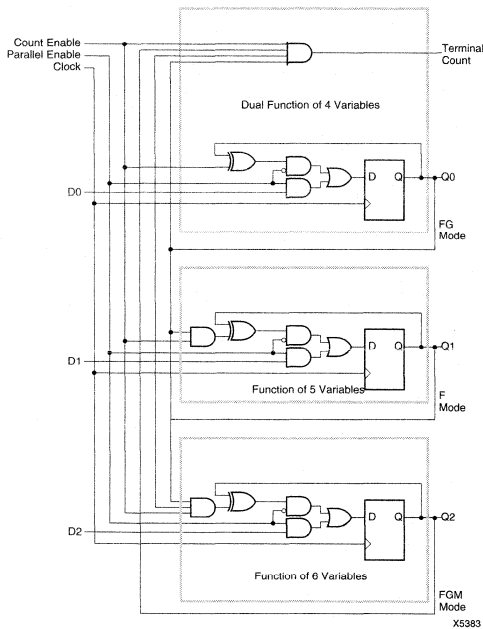 Count Enable
Parallel Enable
Clock
Terminal
Count
Dual Function of 4 Variables
D Q
Q0
D0
FG
Mode
D Q
Q1
D1
F
Mode
Function of 5 Variables
D Q
Q2
D2
Function of 6 Variables
FGM
Mode
X5383